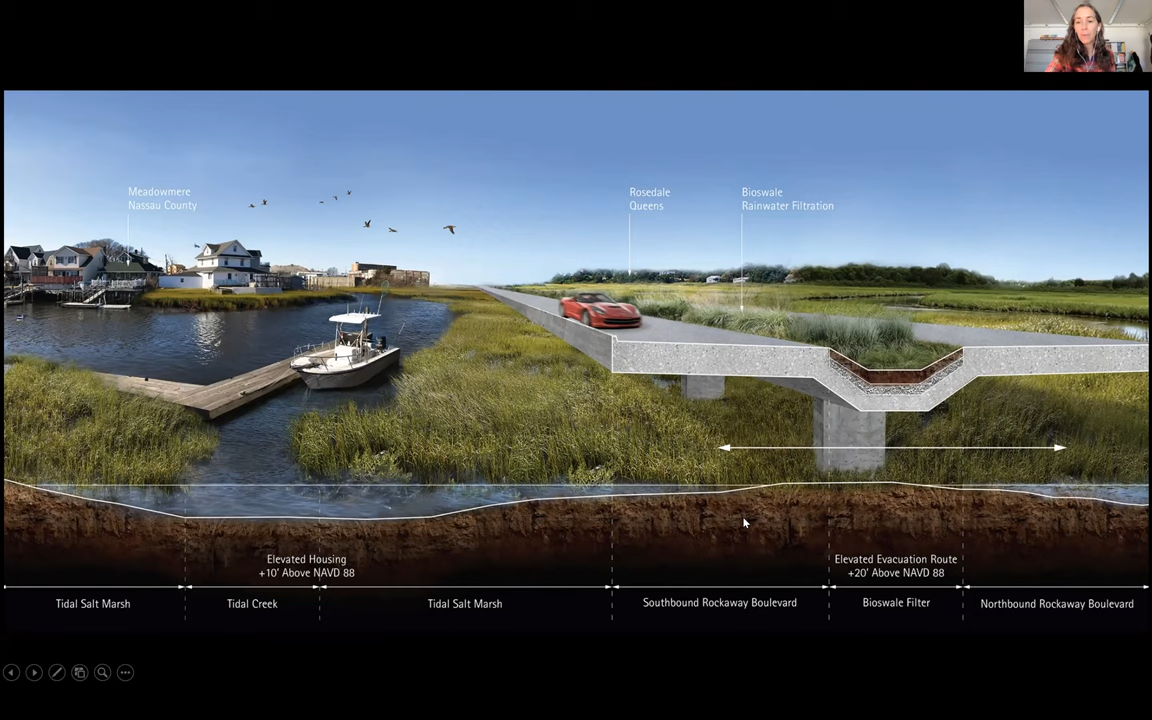 Meadowmere
Nassau County
Rosedale
Queens
Bioswale
Rainwater Filtration
Elevated Housing
+10' Above NAVD 88
Elevated Evacuation Route
+20' Above NAVD 88
Tidal Salt Marsh
Tidal Creek
Tidal Salt Marsh
Southbound Rockaway Boulevard
Bioswale Filter
Northbound Rockaway Boulevard